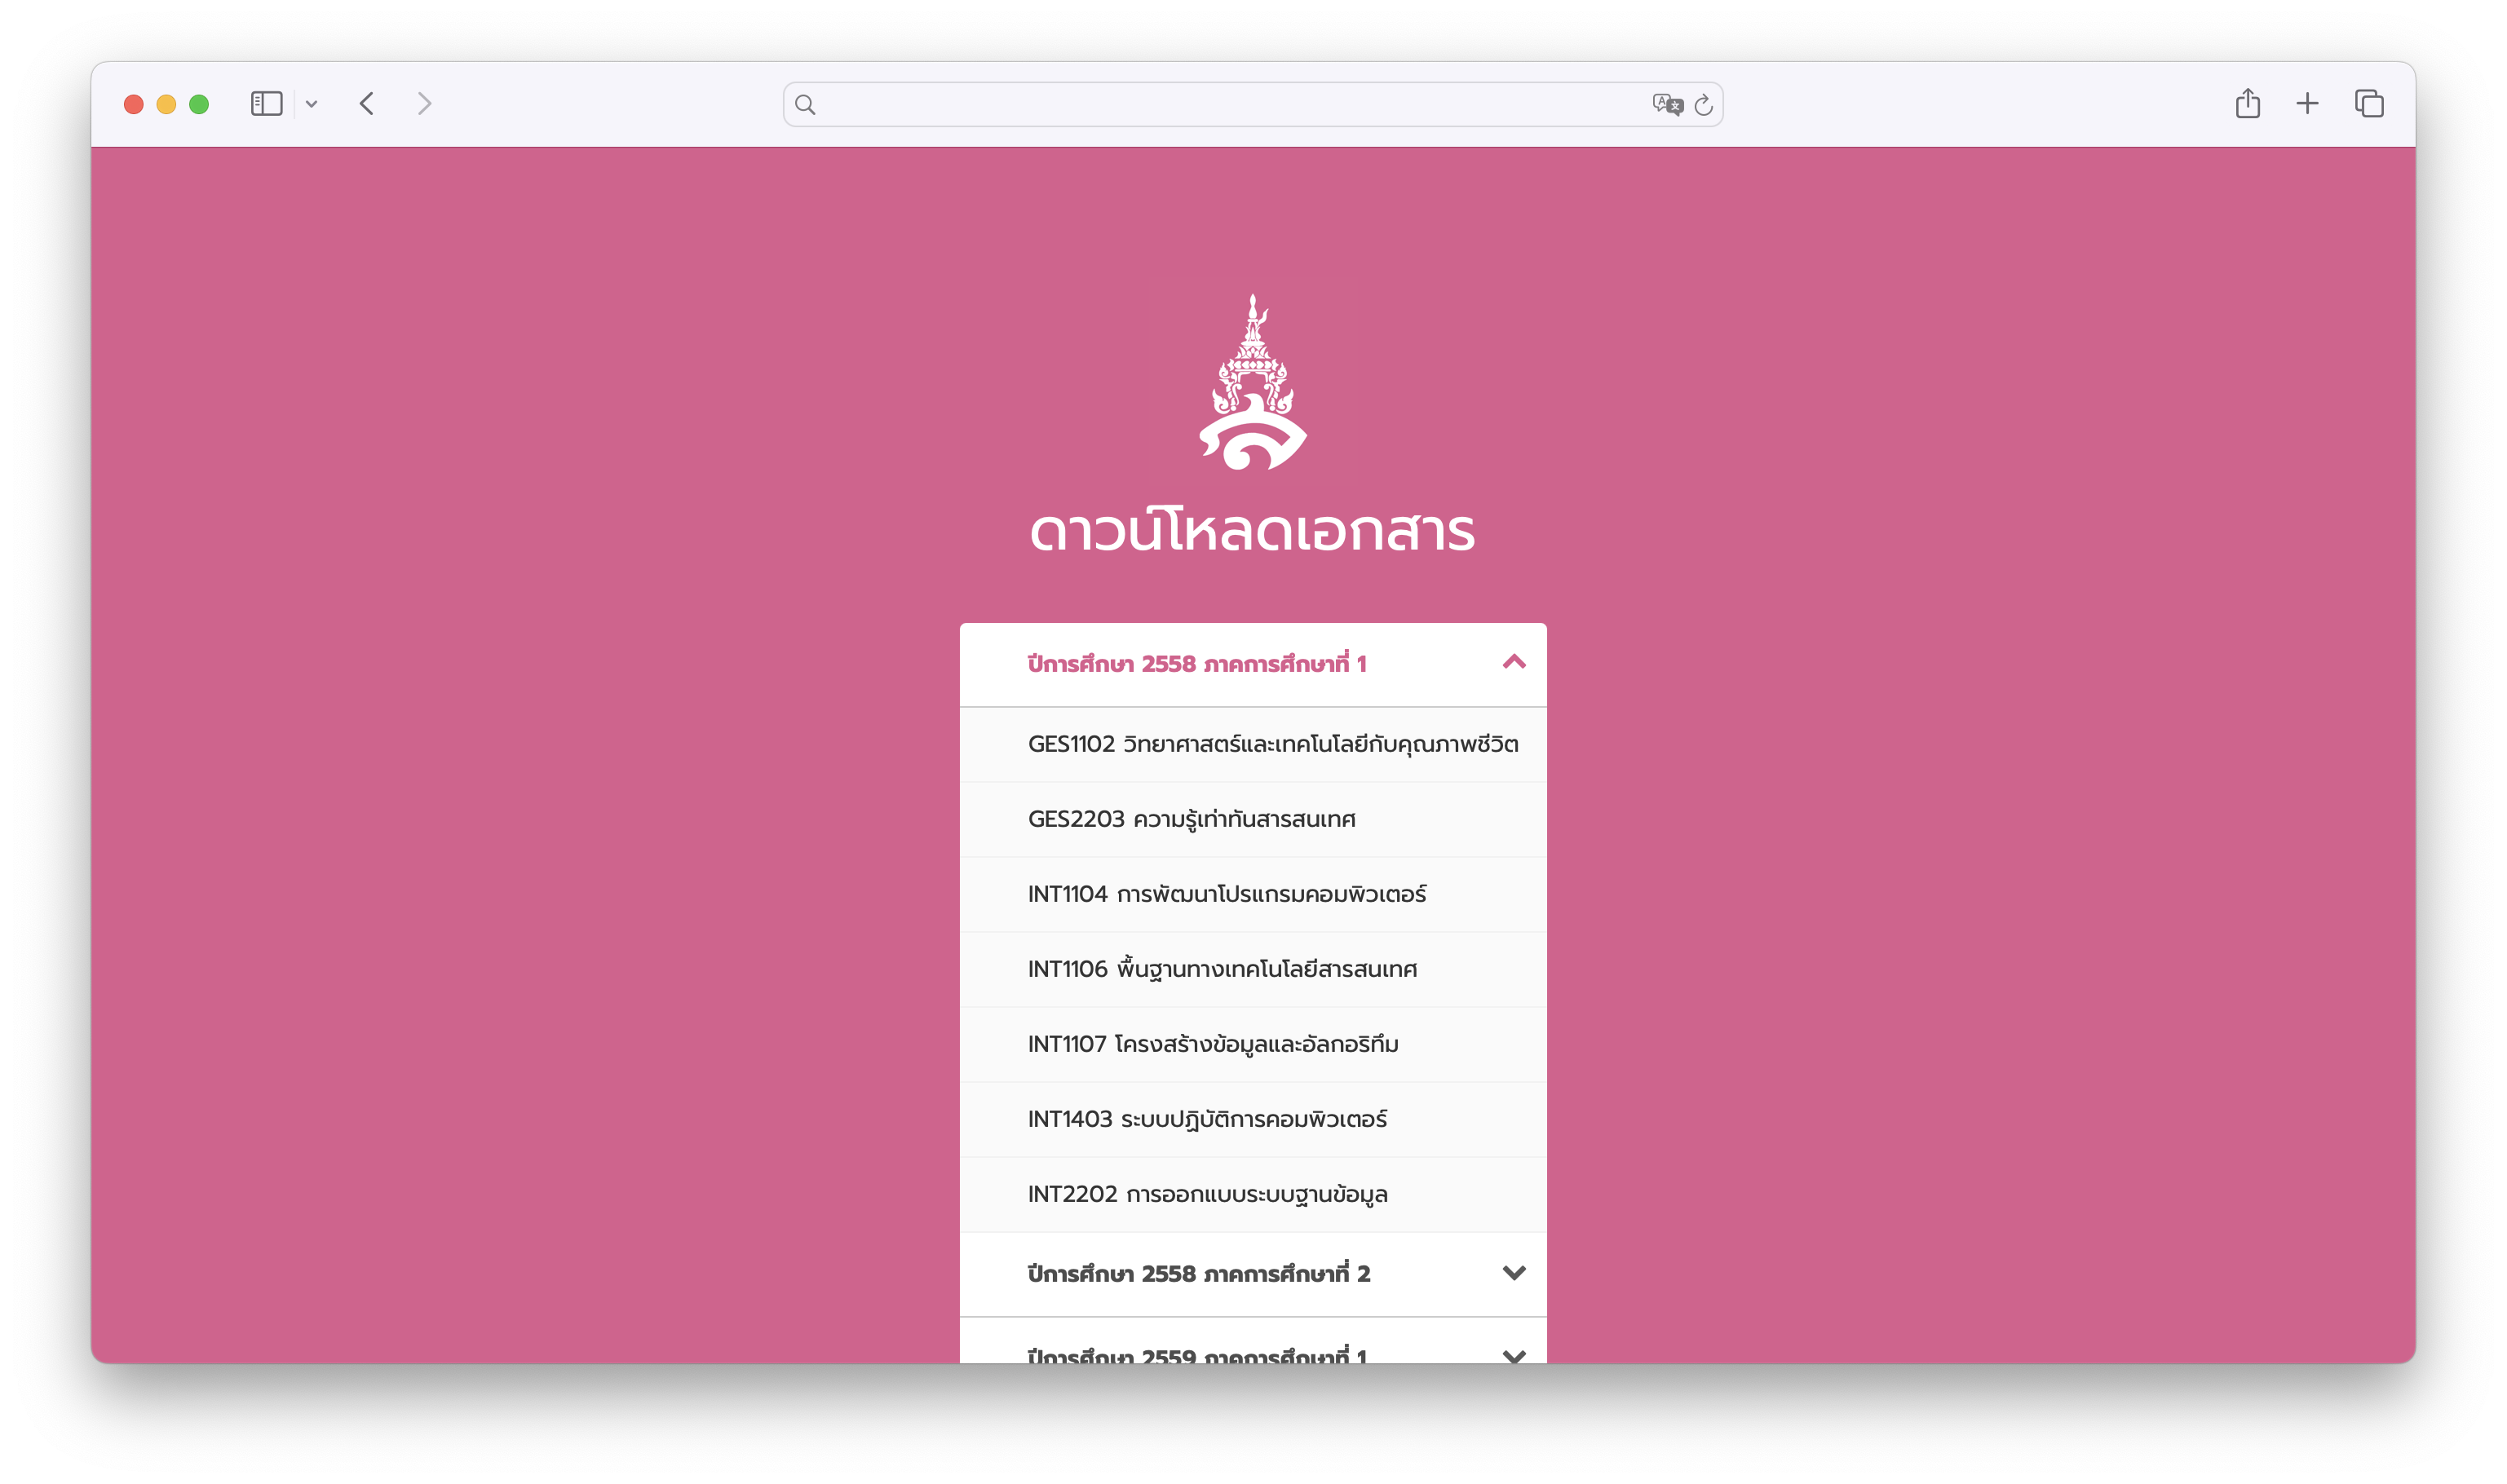 ดาวน์โหลดเอกสาร
ปีการศึกษา 2558 ภาคการศึกษาที่ 1
GES1102 วิทยาศาสตร์และเทคโนโลยีกับคุณภาพชีวิต
GES2203 ความรู้เท่าทันสารสนเทศ
INT1104 การพัฒนาโปรแกรมคอมพิวเตอร์
INT1106 พื้นฐานทางเทคโนโลยีสารสนเทศ
INT1107 โครงสร้างข้อมูลและอัลกอริทึม
INT1403 ระบบปฏิบัติการคอมพิวเตอร์
INT2202 การออกแบบระบบฐานข้อมูล
ปีการศึกษา 2558 ภาคการศึกษาที่ 2
ปีการศึกษา 2559 ภาคการศึกษาที่ 1